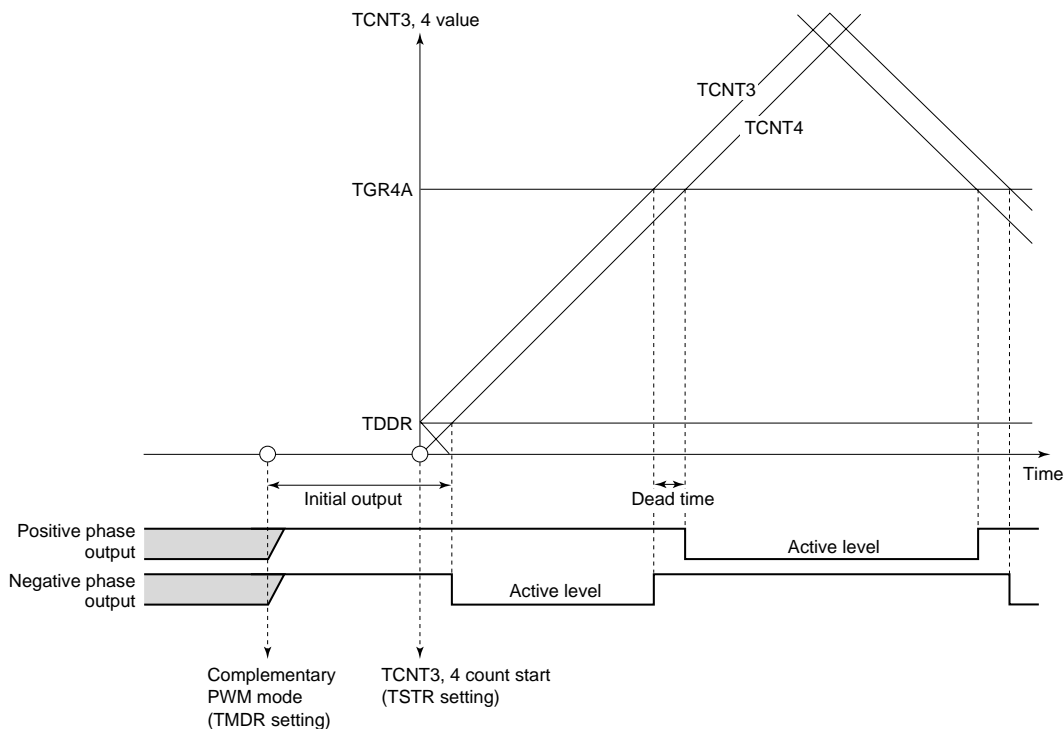 TCNT3, 4 value
TCNT3
TCNT4
TGR4A
TDDR
Time
Initial output
Dead time
Positive phase
output
Active level
Negative phase
output
Active level
Complementary
PWM mode
(TMDR setting)
TCNT3, 4 count start
(TSTR setting)